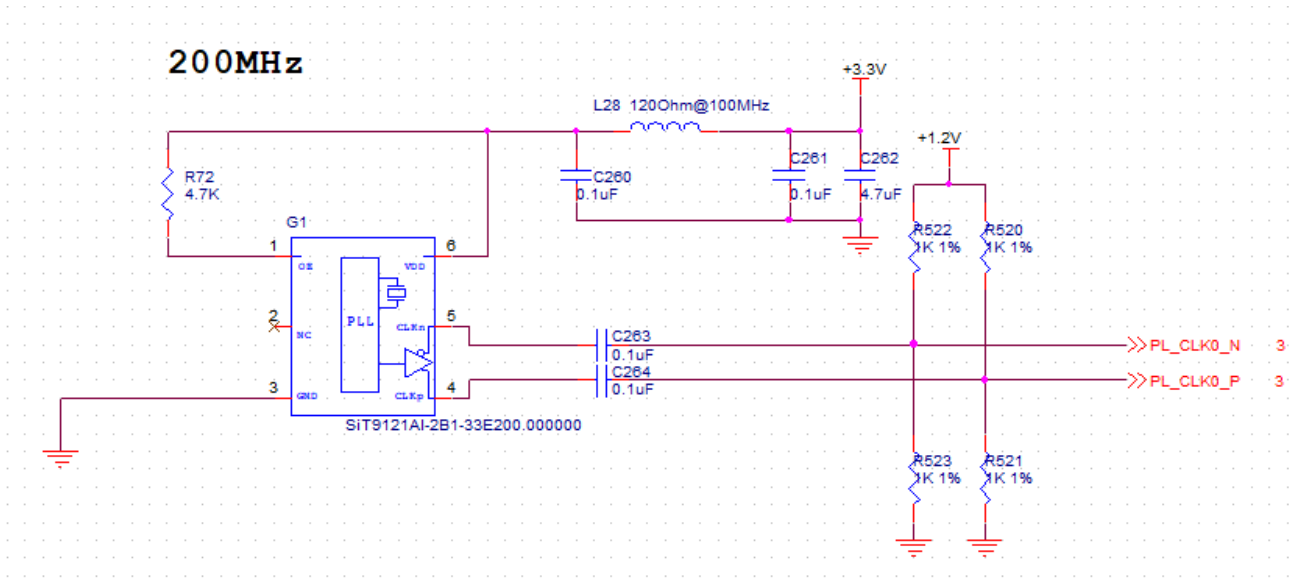 200MHz
+3.3V
L28 120Ohm@100MHz
+1.2V
C261
C262
R72
4.7K
C260
0.1uF
0.1uF
4.7uF
G1
R522
1K 1%
R520
1K 1%
1
OE
VDD
6
2
NC
PLL
CLKn
5
C263
0.1uF
PL_CLK0_N 3
C264
0.1uF
PL_CLK0_P 3
3
GND
CLKp
4
SiT9121AI-2B1-33E200.000000
R523
1K 1%
R521
1K 1%